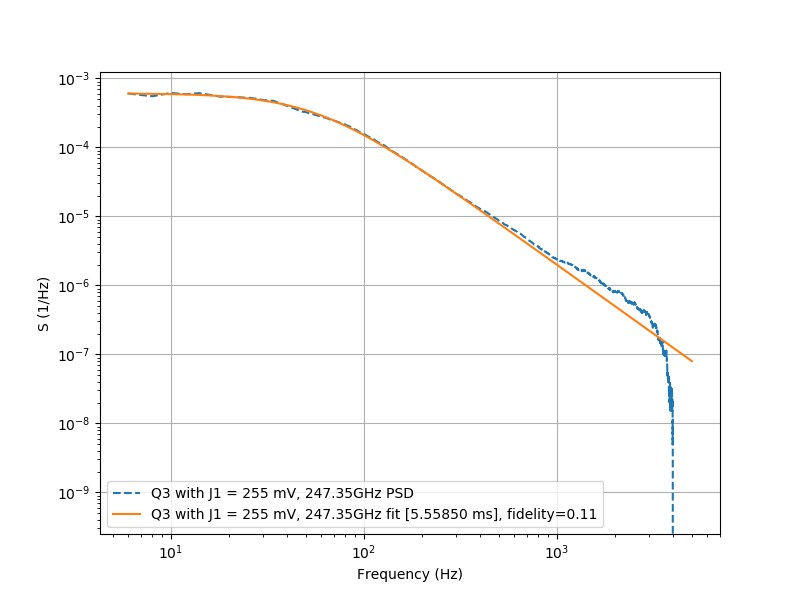 10⁻³
10⁻⁴
10⁻⁵
10⁻⁶
10⁻⁷
10⁻⁸
10⁻⁹
S (1/Hz)
Q3 with J1 = 255 mV, 247.35GHz PSD
Q3 with J1 = 255 mV, 247.35GHz fit [5.55850 ms], fidelity=0.11
10¹ 10² 10³
Frequency (Hz)